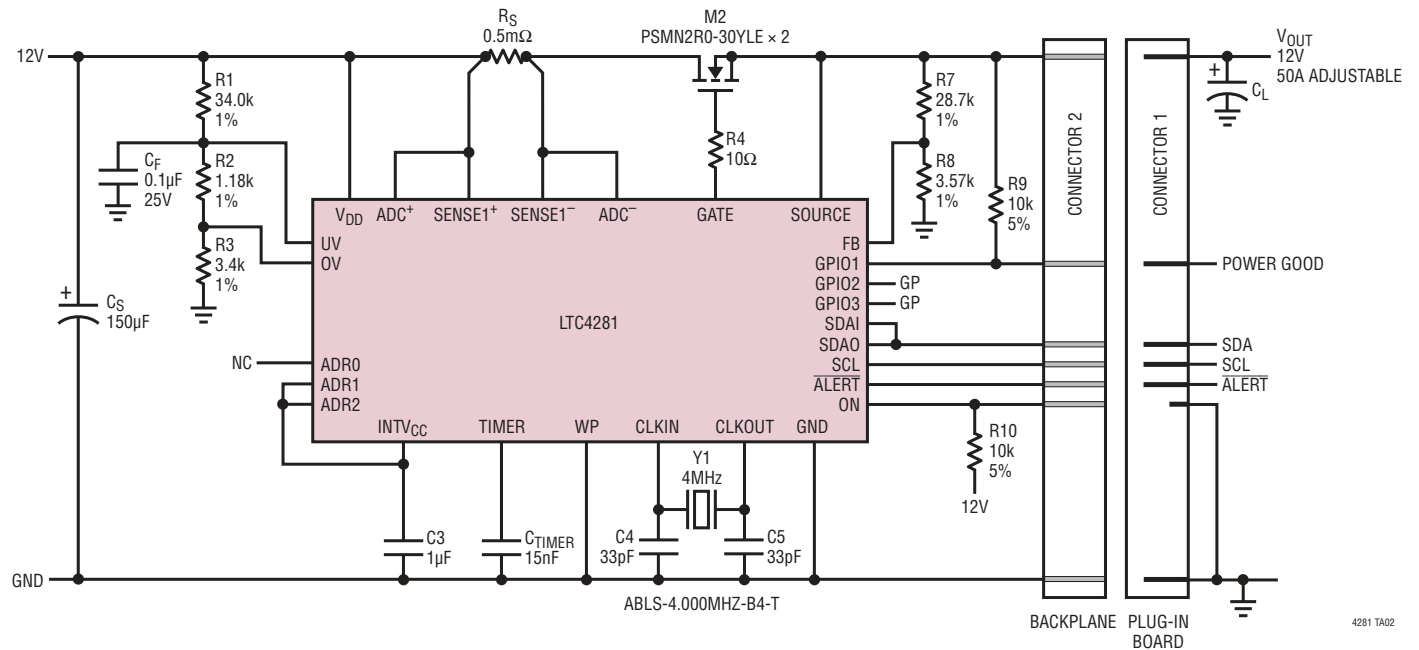 12V
R1
34.0k
1%
CF
0.1µF
25V
R2
1.18k
1%
R3
3.4k
1%
+
CS
150µF
GND
RS
0.5mΩ
M2
PSMN2R0-30YLE × 2
R4
10Ω
R7
28.7k
1%
R8
3.57k
1%
R9
10k
5%
VDD
ADC+
SENSE1+
SENSE1−
ADC−
GATE
SOURCE
UV
OV
FB
GPIO1
GPIO2
GP
GPIO3
GP
SDAI
SDAO
SCL
ALERT
ON
LTC4281
NC
ADR0
ADR1
ADR2
INTVCC
TIMER
WP
CLKIN
CLKOUT
GND
Y1
4MHz
C3
1µF
CTIMER
15nF
C4
33pF
C5
33pF
ABLS-4.000MHZ-B4-T
R10
10k
5%
12V
CONNECTOR 2
CONNECTOR 1
VOUT
12V
50A ADJUSTABLE
+
CL
POWER GOOD
SDA
SCL
ALERT
BACKPLANE
PLUG-IN
BOARD
4281 TA02